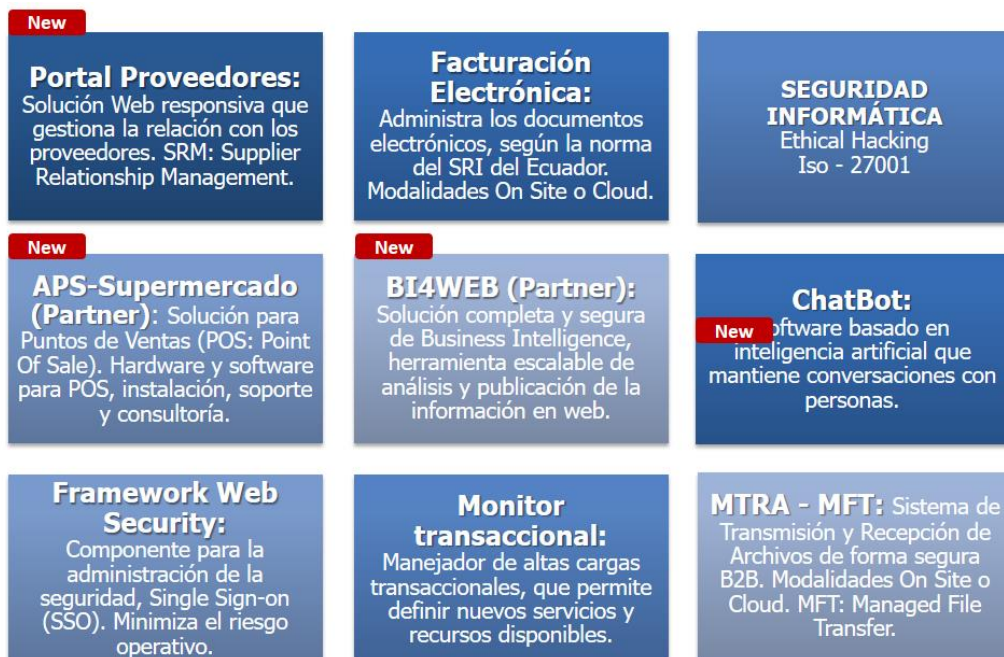 New
Portal Proveedores:
Solución Web responsiva que
gestiona la relación con los
proveedores. SRM: Supplier
Relationship Management.
Facturación
Electrónica:
Administra los documentos
electrónicos, según la norma
del SRI del Ecuador.
Modalidades On Site o Cloud.
SEGURIDAD
INFORMÁTICA
Ethical Hacking
Iso - 27001
New
APS-Supermercado
(Partner): Solución para
Puntos de Ventas (POS: Point
Of Sale). Hardware y software
para POS, instalación, soporte
y consultoría.
New
BI4WEB (Partner):
Solución completa y segura
de Business Intelligence,
herramienta escalable de
análisis y publicación de la
información en web.
ChatBot:
New
oftware basado en
inteligencia artificial que
mantiene conversaciones con
personas.
Framework Web
Security:
Componente para la
administración de la
seguridad, Single Sign-on
(SSO). Minimiza el riesgo
operativo.
Monitor
transaccional:
Manejador de altas cargas
transaccionales, que permite
definir nuevos servicios y
recursos disponibles.
MTRA - MFT: Sistema de
Transmisión y Recepción de
Archivos de forma segura
B2B. Modalidades On Site o
Cloud. MFT: Managed File
Transfer.